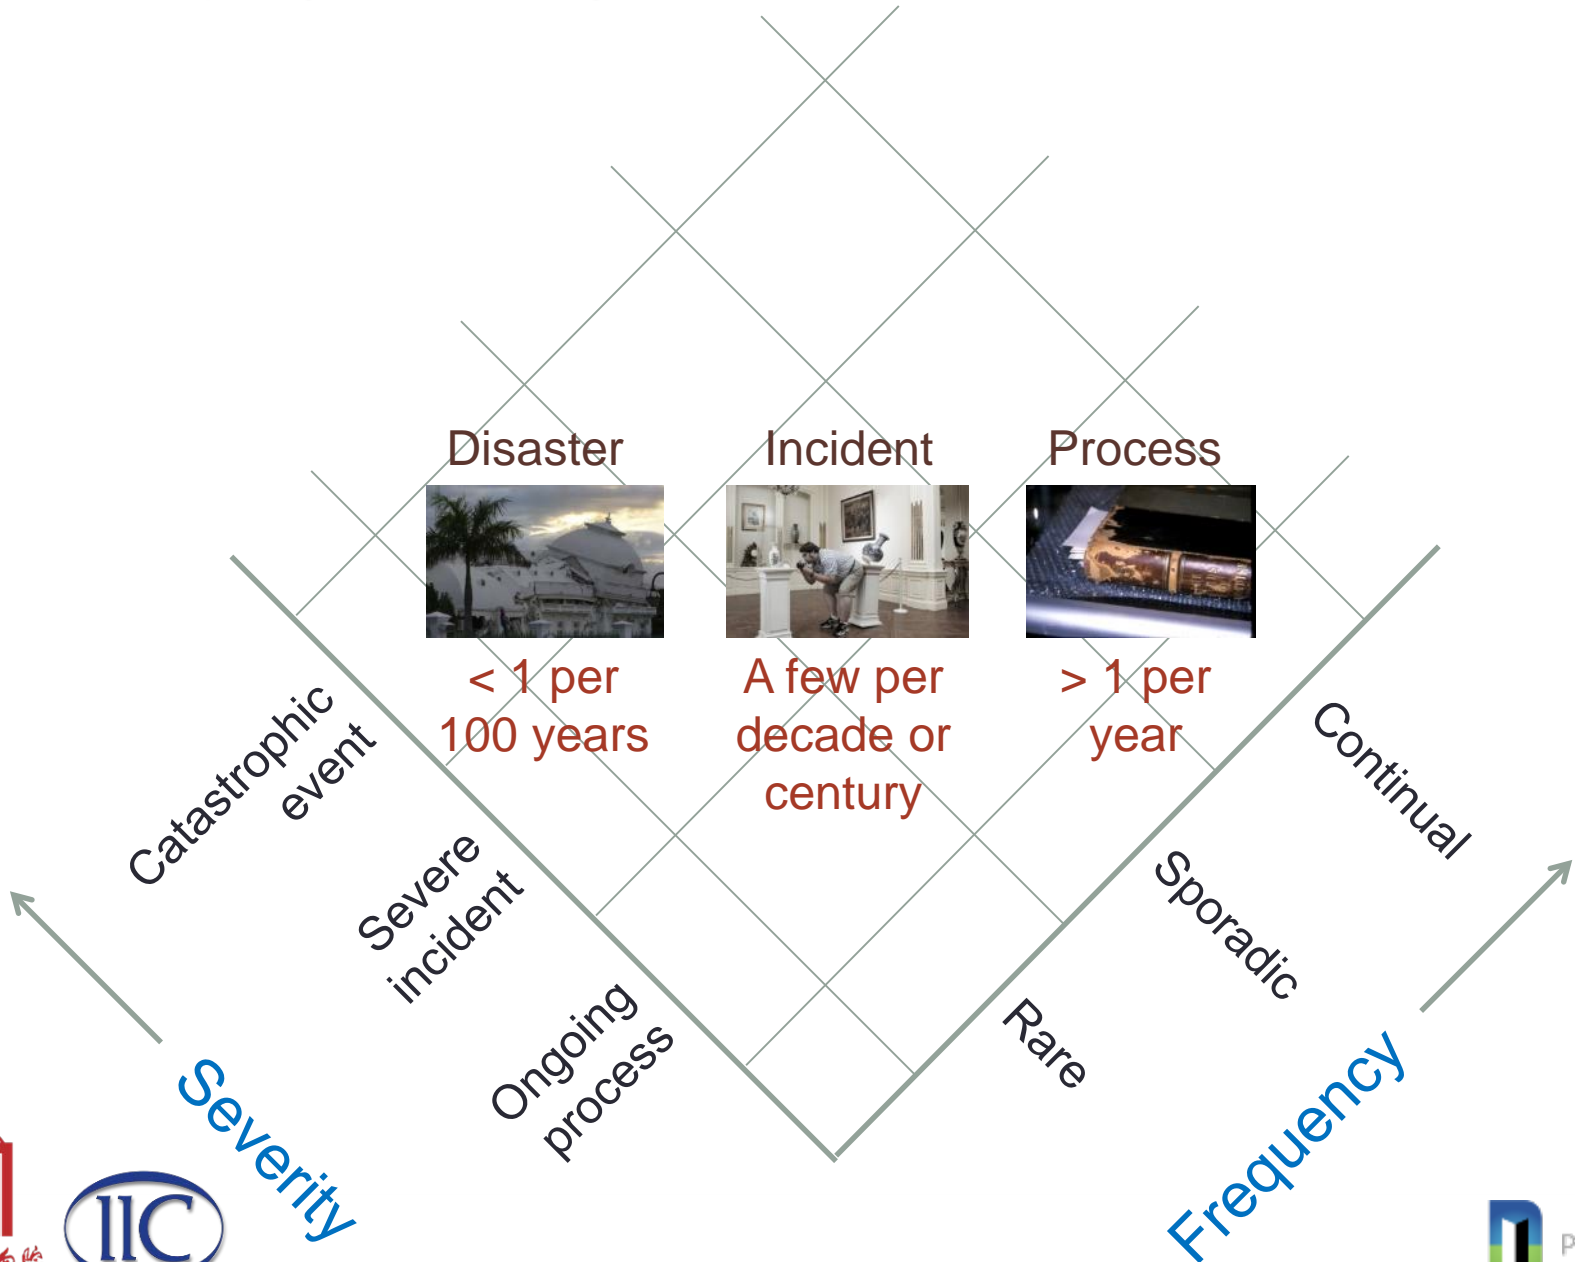 Disaster
Incident
Process
< 1 per
100 years
A few per
decade or
century
> 1 per
year
Catastrophic
event
Severe
incident
Ongoing
process
Severity
Rare
Sporadic
Continual
Frequency
IIC
P